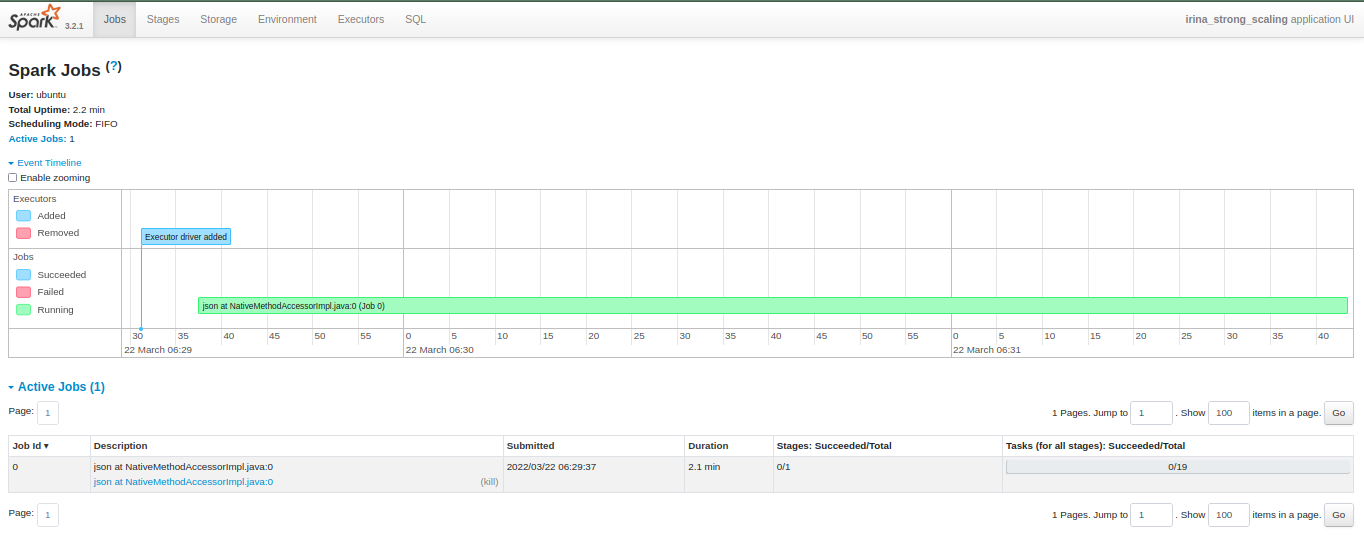 APACHE Spark 3.2.1 Jobs Stages Storage Environment Executors SQL irina_strong_scaling application UI
Spark Jobs (?)
User: ubuntu
Total Uptime: 2.2 min
Scheduling Mode: FIFO
Active Jobs: 1
Event Timeline
Enable zooming
Executors
Added
Removed
Executor driver added
Jobs
Succeeded
Failed
Running
json at NativeMethodAccessorImpl.java:0 (Job 0)
30 35 40 45 50 55 0 5 10 15 20 25 30 35 40 45 50 55 0 5 10 15 20 25 30 35 40
22 March 06:29 22 March 06:30 22 March 06:31
Active Jobs (1)
Page: 1 1 Pages. Jump to 1 . Show 100 items in a page. Go
Job Id ▾ Description Submitted Duration Stages: Succeeded/Total Tasks (for all stages): Succeeded/Total
0 json at NativeMethodAccessorImpl.java:0 2022/03/22 06:29:37 2.1 min 0/1 0/19
json at NativeMethodAccessorImpl.java:0 (kill)
Page: 1 1 Pages. Jump to 1 . Show 100 items in a page. Go